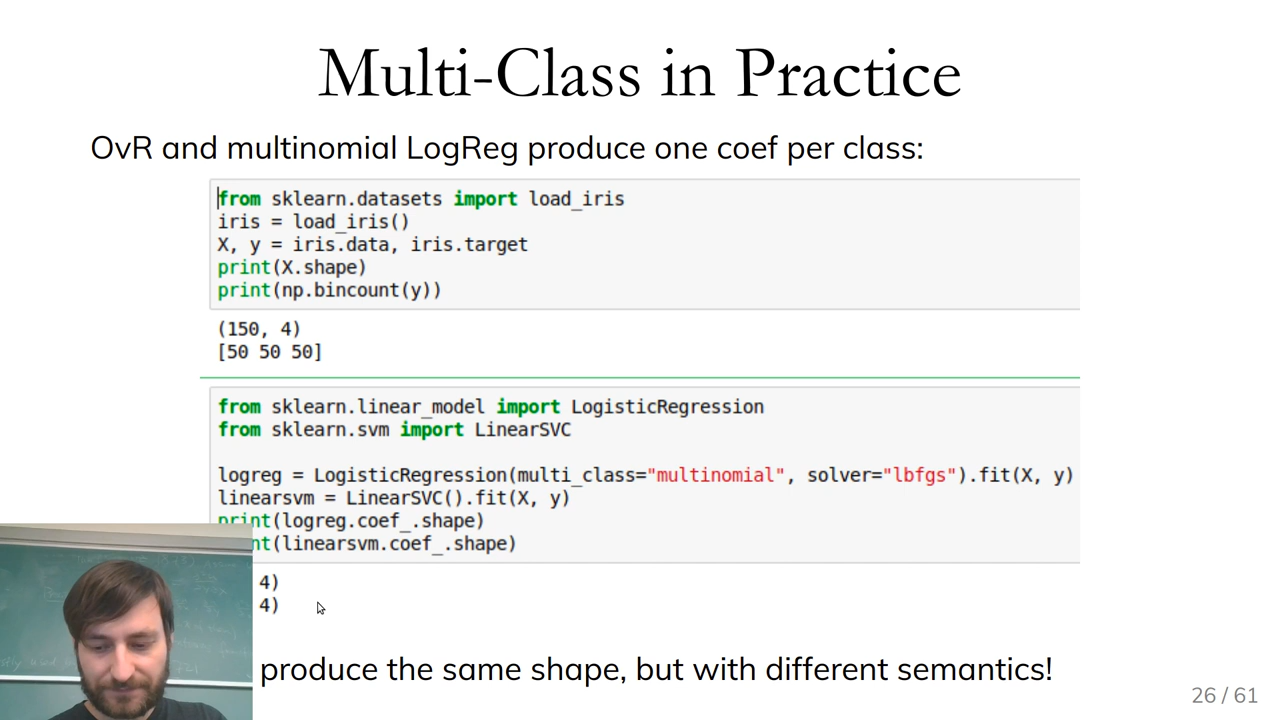 Multi-Class in Practice
OvR and multinomial LogReg produce one coef per class:
from sklearn.datasets import load_iris
iris = load_iris()
X, y = iris.data, iris.target
print(X.shape)
print(np.bincount(y))
(150, 4)
[50 50 50]
from sklearn.linear_model import LogisticRegression
from sklearn.svm import LinearSVC
logreg = LogisticRegression(multi_class="multinomial", solver="lbfgs").fit(X, y)
linearsvm = LinearSVC().fit(X, y)
print(logreg.coef_.shape)
nt(linearsvm.coef_.shape)
4)
4)
produce the same shape, but with different semantics!
26 / 61